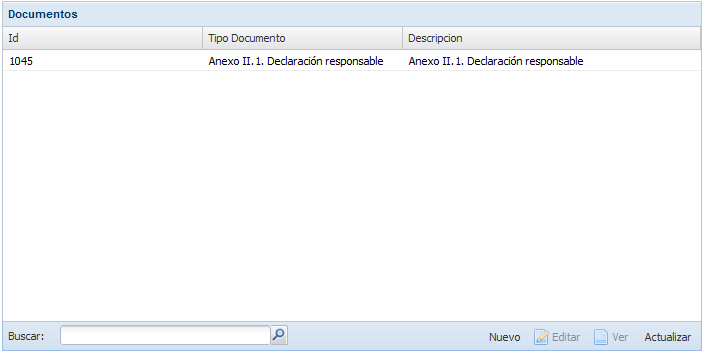 Documentos
Id Tipo Documento Descripcion
1045 Anexo II.1. Declaración responsable Anexo II.1. Declaración responsable
Buscar: Nuevo Editar Ver Actualizar